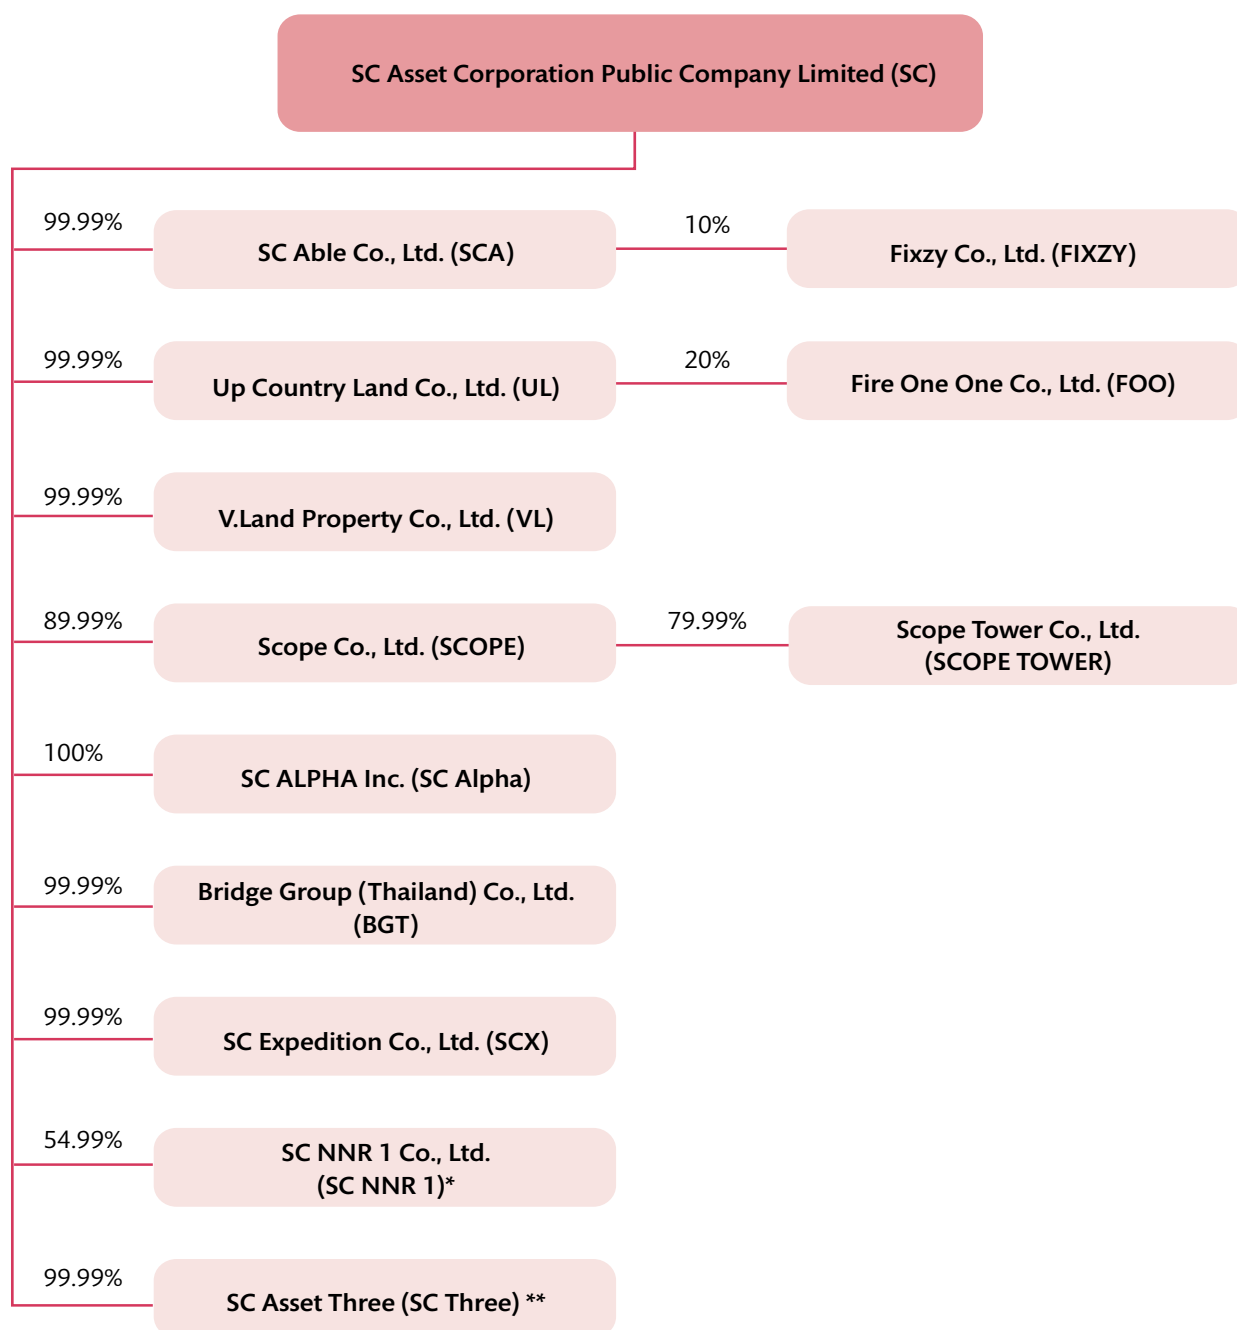 SC Asset Corporation Public Company Limited (SC)
99.99%
SC Able Co., Ltd. (SCA)
10%
Fixzy Co., Ltd. (FIXZY)
99.99%
Up Country Land Co., Ltd. (UL)
20%
Fire One One Co., Ltd. (FOO)
99.99%
V.Land Property Co., Ltd. (VL)
89.99%
Scope Co., Ltd. (SCOPE)
79.99%
Scope Tower Co., Ltd.
(SCOPE TOWER)
100%
SC ALPHA Inc. (SC Alpha)
99.99%
Bridge Group (Thailand) Co., Ltd.
(BGT)
99.99%
SC Expedition Co., Ltd. (SCX)
54.99%
SC NNR 1 Co., Ltd.
(SC NNR 1)*
99.99%
SC Asset Three (SC Three) **